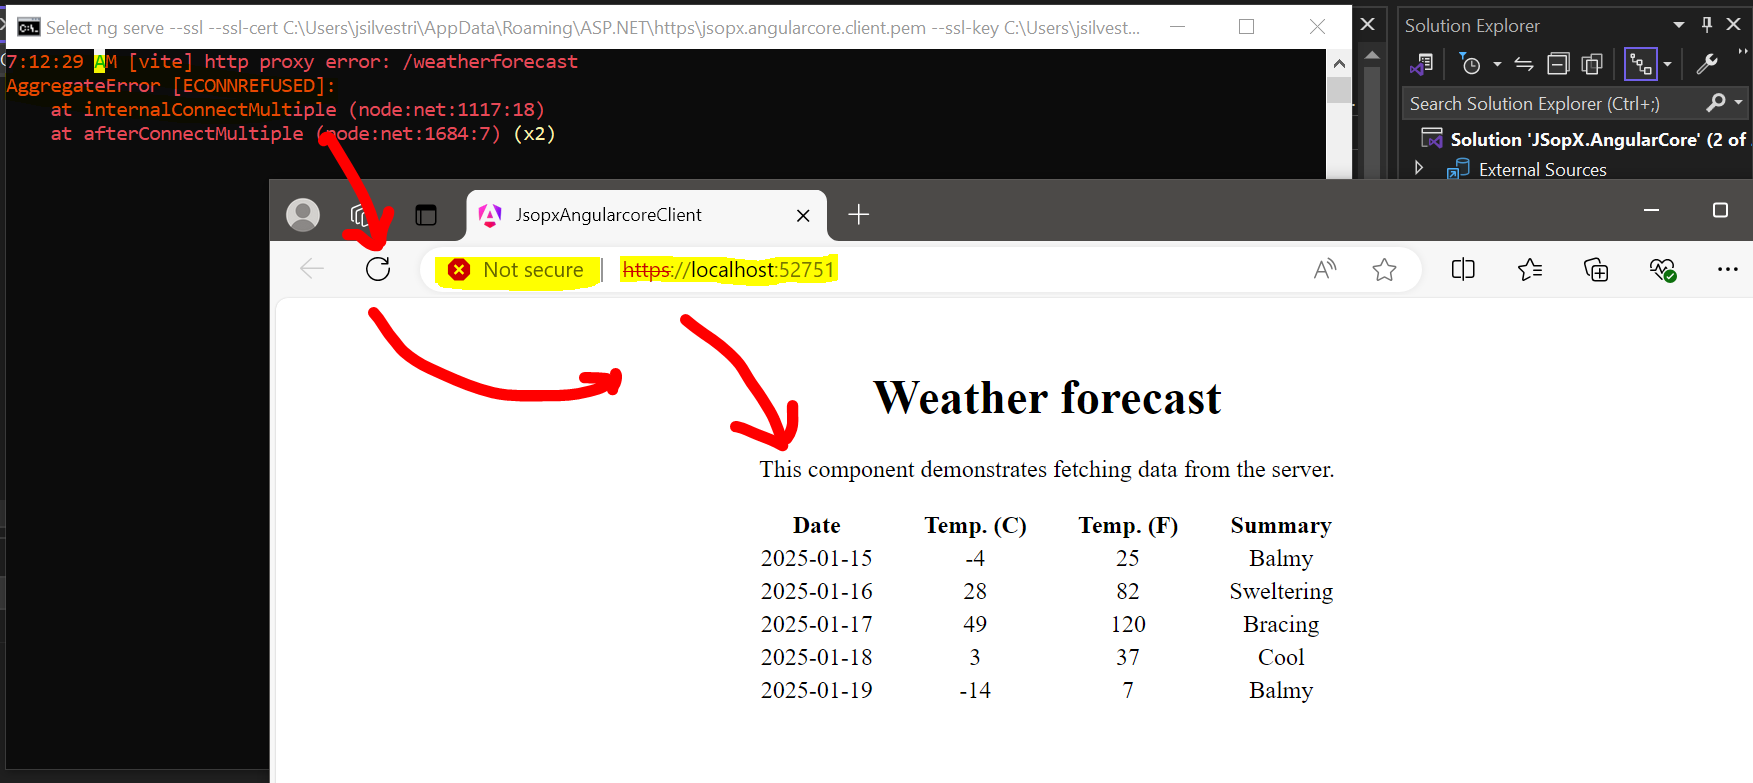 Select ng serve --ssl --ssl-cert C:\Users\jsilvestri\AppData\Roaming\ASP.NET\https\jsopx.angularcore.client.pem --ssl-key C:\Users\jsilvest...
7:12:29 AM [vite] http proxy error: /weatherforecast
AggregateError [ECONNREFUSED]:
at internalConnectMultiple (node:net:1117:18)
at afterConnectMultiple (node:net:1684:7) (x2)
Solution Explorer
Search Solution Explorer (Ctrl+;)
Solution 'JSopX.AngularCore' (2 of
External Sources
JsopxAngularcoreClient
Not secure https://localhost:52751
Weather forecast
This component demonstrates fetching data from the server.
Date Temp. (C) Temp. (F) Summary
2025-01-15 -4 25 Balmy
2025-01-16 28 82 Sweltering
2025-01-17 49 120 Bracing
2025-01-18 3 37 Cool
2025-01-19 -14 7 Balmy